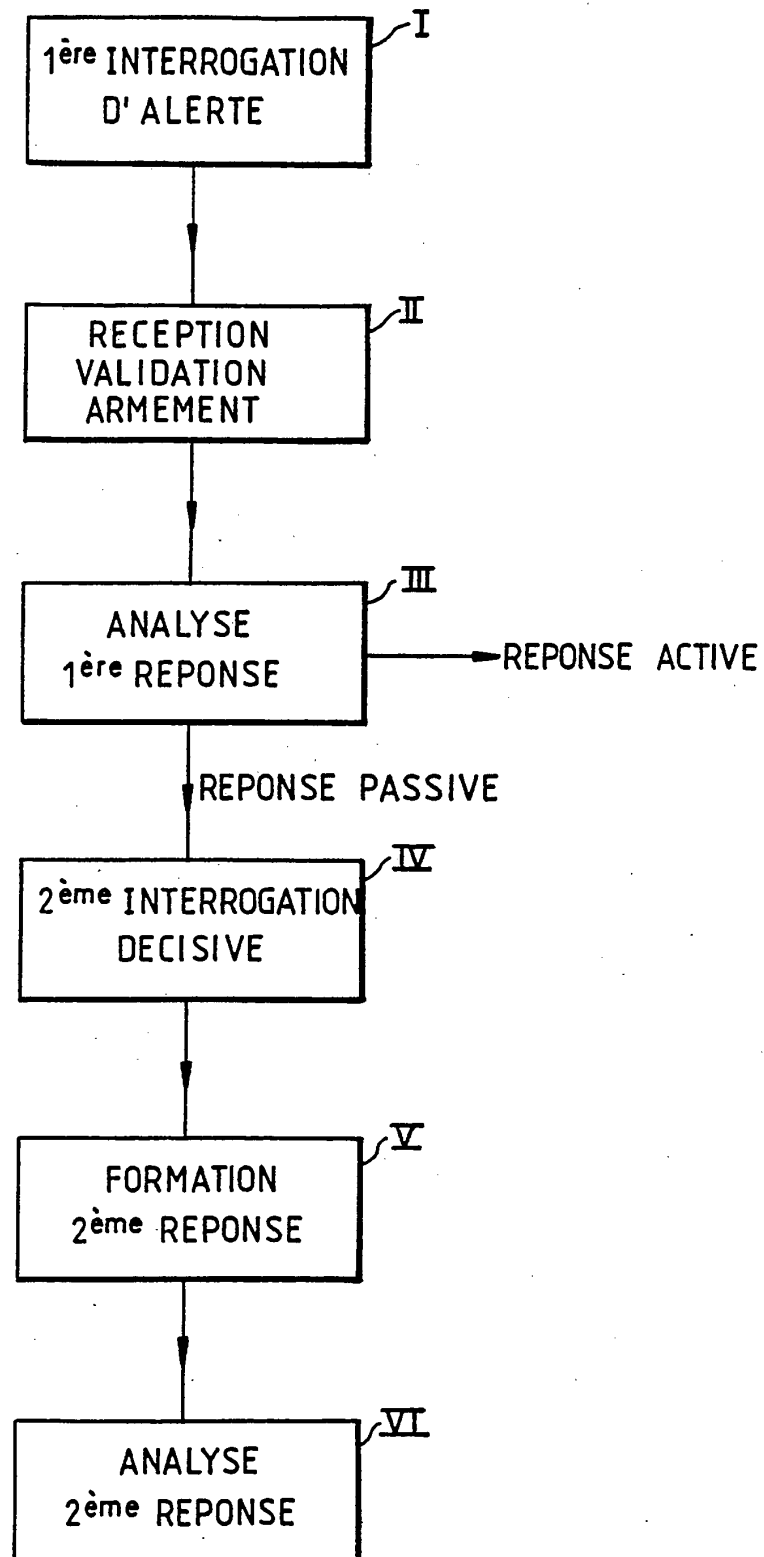 I
1ère INTERROGATION
D' ALERTE
II
RECEPTION
VALIDATION
ARMEMENT
III
ANALYSE
1ère REPONSE
REPONSE ACTIVE
REPONSE PASSIVE
IV
2ème INTERROGATION
DECISIVE
V
FORMATION
2ème REPONSE
VI
ANALYSE
2ème REPONSE